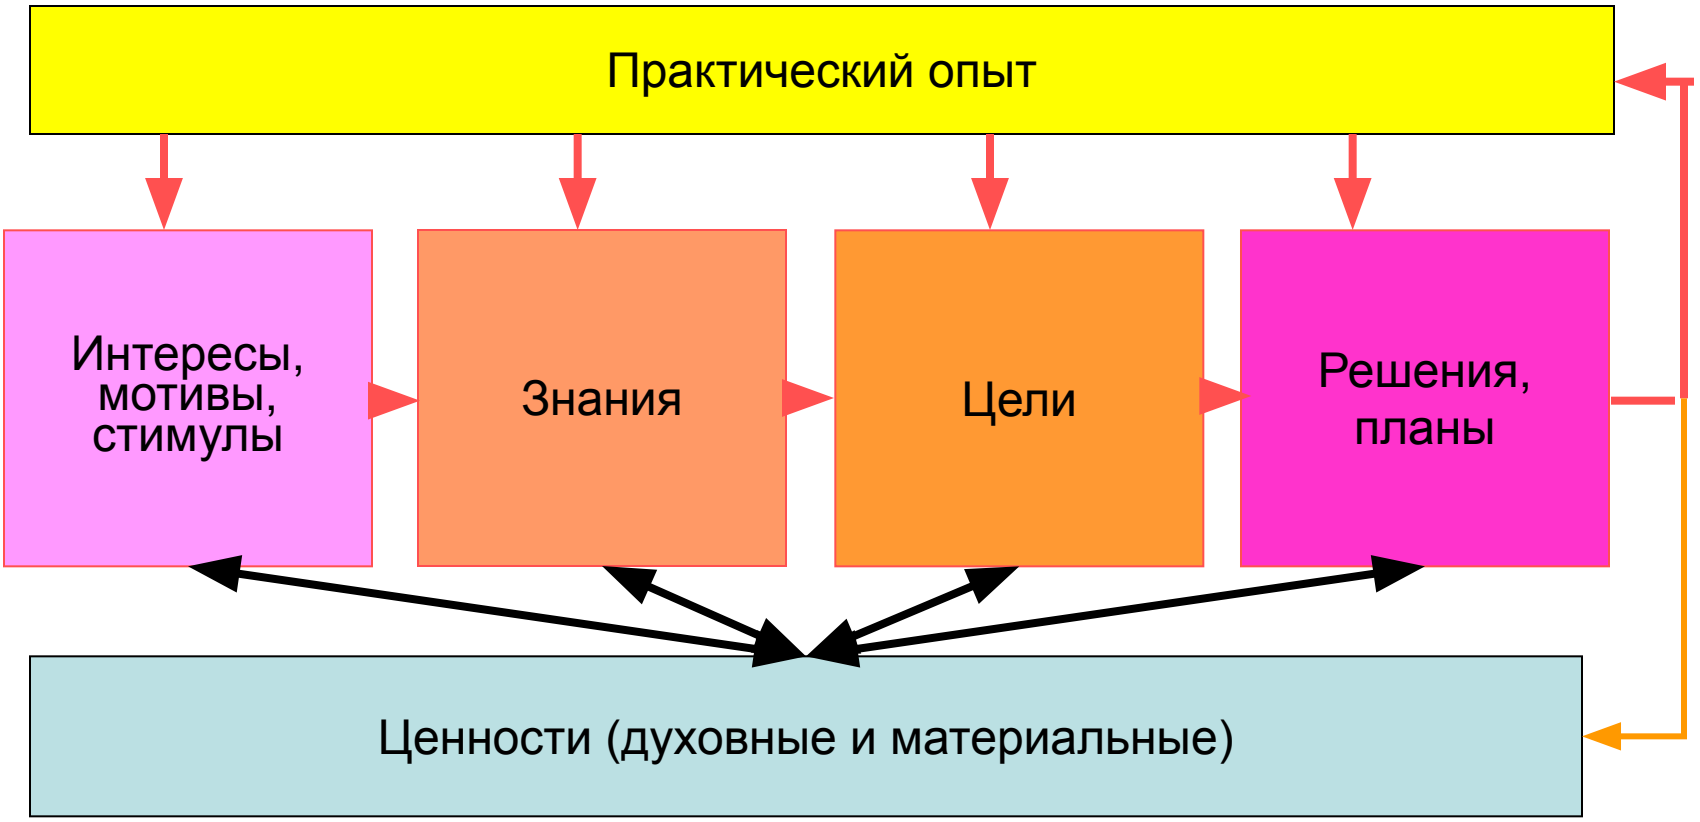 Практический опыт
Интересы,
мотивы,
стимулы
Знания
Цели
Решения,
планы
Ценности (духовные и материальные)